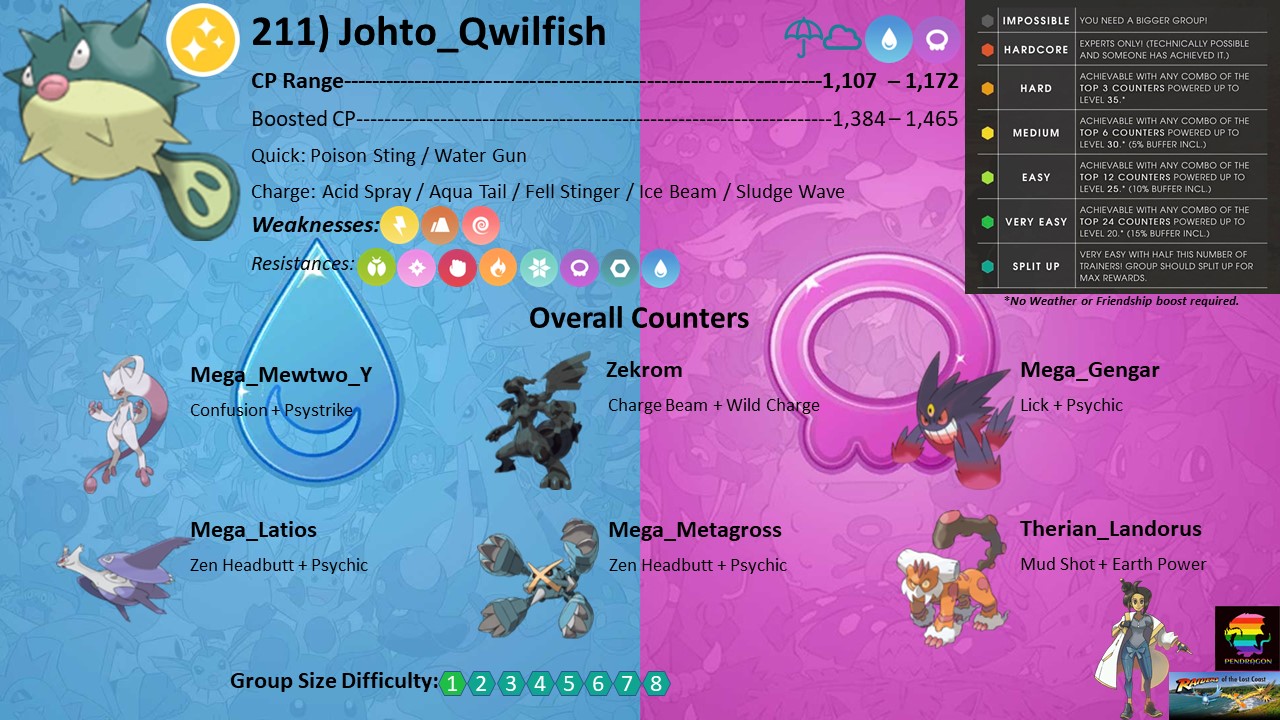 211) Johto_Qwilfish
CP Range----------------------------------------------------------------------1,107 – 1,172
Boosted CP----------------------------------------------------------------------1,384 – 1,465
Quick: Poison Sting / Water Gun
Charge: Acid Spray / Aqua Tail / Fell Stinger / Ice Beam / Sludge Wave
Weaknesses:
Resistances:
IMPOSSIBLE YOU NEED A BIGGER GROUP!
HARDCORE EXPERTS ONLY! (TECHNICALLY POSSIBLE
AND SOMEONE HAS ACHIEVED IT.)
HARD ACHIEVABLE WITH ANY COMBO OF THE
TOP 3 COUNTERS POWERED UP TO
LEVEL 35.*
MEDIUM ACHIEVABLE WITH ANY COMBO OF THE
TOP 6 COUNTERS POWERED UP TO
LEVEL 30.* (5% BUFFER INCL.)
EASY ACHIEVABLE WITH ANY COMBO OF THE
TOP 12 COUNTERS POWERED UP TO
LEVEL 25.* (10% BUFFER INCL.)
VERY EASY ACHIEVABLE WITH ANY COMBO OF THE
TOP 24 COUNTERS POWERED UP TO
LEVEL 20.* (15% BUFFER INCL.)
SPLIT UP VERY EASY WITH HALF THIS NUMBER OF
TRAINERS! GROUP SHOULD SPLIT UP FOR
MAX REWARDS.
*No Weather or Friendship boost required.
Overall Counters
Mega_Mewtwo_Y
Confusion + Psystrike
Zekrom
Charge Beam + Wild Charge
Mega_Gengar
Lick + Psychic
Mega_Latios
Zen Headbutt + Psychic
Mega_Metagross
Zen Headbutt + Psychic
Therian_Landorus
Mud Shot + Earth Power
Group Size Difficulty: 1 2 3 4 5 6 7 8
PENDRAGON
RAIDERS of the Lost Coast